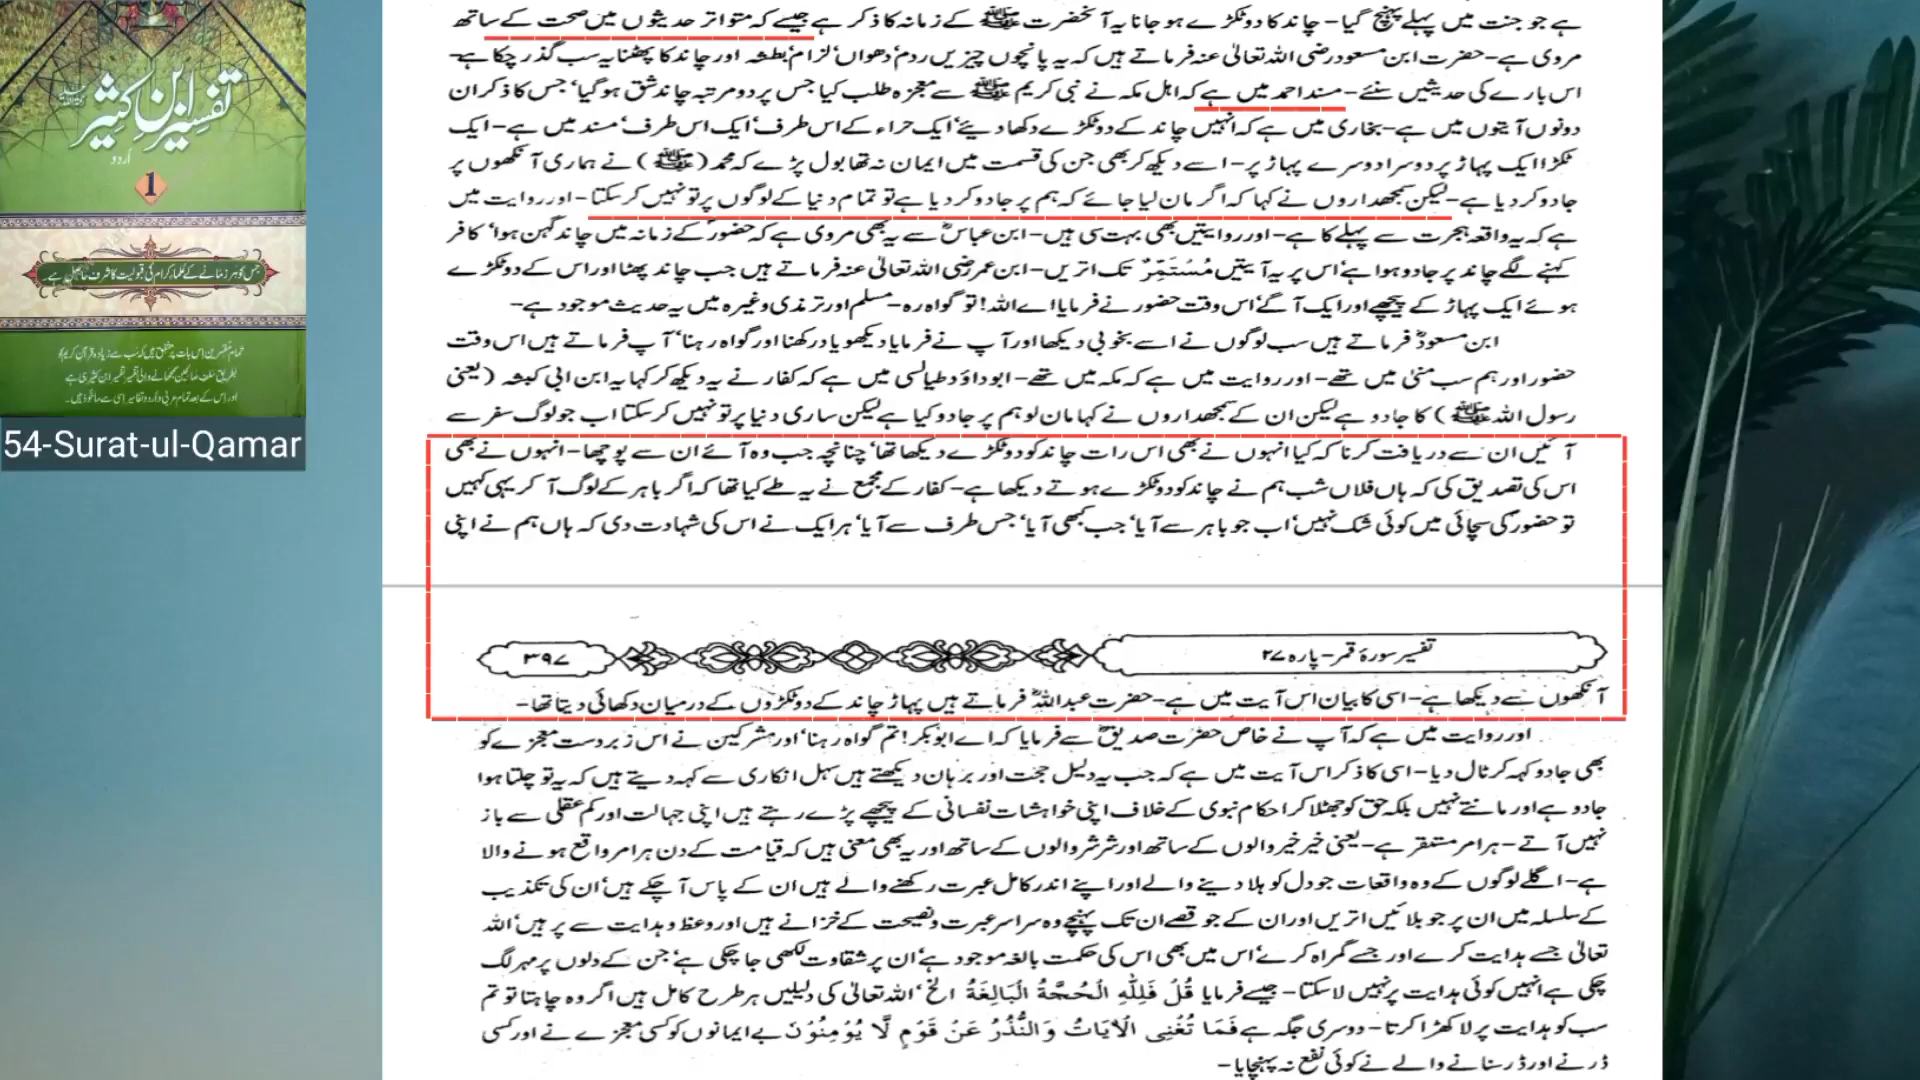 تفسیر ابن کثیر
اُردو
1
جس کو ہر زمانے کے علما کرام کی قبولیت کا شرف حاصل ہے
54-Surat-ul-Qamar
ہے جو جنت میں پہلے پہنچ گیا- چاند کا دو ٹکڑے ہو جانا یہ آنحضرت ﷺ کے زمانہ کا ذکر ہے جیسے کہ متواتر حدیثوں میں صحت کے ساتھ
مروی ہے- حضرت ابن مسعود رضی اللہ تعالیٰ عنہ فرماتے ہیں کہ یہ پانچوں چیزیں ردم' دھواں' لزام' بطشہ اور چاند کا پھٹنا یہ سب گذر چکا ہے-
اس بارے کی حدیثیں سنئے- مسند احمد میں ہے کہ اہل مکہ نے نبی کریم ﷺ سے معجزہ طلب کیا جس پر دو مرتبہ چاند شق ہو گیا' جس کا ذکر ان
دونوں آیتوں میں ہے- بخاری میں ہے کہ انہیں چاند کے دو ٹکڑے دکھا دیئے' ایک حراء کے اس طرف' ایک اس طرف' مسند میں ہے- ایک
ٹکڑا ایک پہاڑ پر دوسرا دوسرے پہاڑ پر- اسے دیکھ کر بھی جن کی قسمت میں ایمان نہ تھا بول پڑے کہ محمد (ﷺ) نے ہماری آنکھوں پر
جادو کر دیا ہے- لیکن سمجھداروں نے کہا کہ اگر مان لیا جائے کہ ہم پر جادو کر دیا ہے تو تمام دنیا کے لوگوں پر تو نہیں کر سکتا- اور روایت میں
ہے کہ یہ واقعہ ہجرت سے پہلے کا ہے- اور روایتیں بھی بہت سی ہیں- ابن عباسؓ سے یہ بھی مروی ہے کہ حضورؐ کے زمانہ میں چاند گہن ہوا' کافر
کہنے لگے چاند پر جادو ہوا ہے' اس پر یہ آیتیں مُسْتَمِرٌّ تک اتریں- ابن عمر رضی اللہ تعالیٰ عنہ فرماتے ہیں جب چاند پھٹا اور اس کے دو ٹکڑے
ہوئے ایک پہاڑ کے پیچھے اور ایک آگے' اس وقت حضور نے فرمایا اے اللہ! تو گواہ رہ- مسلم اور ترمذی وغیرہ میں یہ حدیث موجود ہے-
ابن مسعودؓ فرماتے ہیں سب لوگوں نے اسے بخوبی دیکھا اور آپ نے فرمایا دیکھو یاد رکھنا اور گواہ رہنا' آپ فرماتے ہیں اس وقت
حضور اور ہم سب منیٰ میں تھے- اور روایت میں ہے کہ مکہ میں تھے- ابوداؤد طیالسی میں ہے کہ کفار نے یہ دیکھ کر کہا یہ ابن ابی کبشہ (یعنی
رسول اللہ ﷺ) کا جادو ہے لیکن ان کے سمجھداروں نے کہا مان لو ہم پر جادو کیا ہے لیکن ساری دنیا پر تو نہیں کر سکتا اب جو لوگ سفر سے
آئیں ان سے دریافت کرنا کہ کیا انہوں نے بھی اس رات چاند کو دو ٹکڑے دیکھا تھا' چنانچہ جب وہ آئے ان سے پوچھا- انہوں نے بھی
اس کی تصدیق کی کہ ہاں فلاں شب ہم نے چاند کو دو ٹکڑے ہوتے دیکھا ہے- کفار کے مجمع نے یہ طے کیا تھا کہ اگر باہر کے لوگ آ کر یہی کہیں
تو حضورؐ کی سچائی میں کوئی شک نہیں' اب جو باہر سے آیا' جب کبھی آیا' جس طرف سے آیا' ہر ایک نے اس کی شہادت دی کہ ہاں ہم نے اپنی
تفسیر سورۂ قمر- پارہ ۲۷
۳۹۷
آنکھوں سے دیکھا ہے- اسی کا بیان اس آیت میں ہے- حضرت عبداللہؓ فرماتے ہیں پہاڑ چاند کے دو ٹکڑوں کے درمیان دکھائی دیتا تھا-
اور روایت میں ہے کہ آپ نے خاص حضرت صدیقؓ سے فرمایا کہ اے ابوبکر! تم گواہ رہنا' اور مشرکین نے اس زبردست معجزے کو
بھی جادو کہہ کر ٹال دیا- اسی کا ذکر اس آیت میں ہے کہ جب یہ دلیل حجت اور برہان دیکھتے ہیں سہل انکاری سے کہہ دیتے ہیں کہ یہ تو چلتا ہوا
جادو ہے اور مانتے نہیں بلکہ حق کو جھٹلا کر احکام نبوی کے خلاف اپنی خواہشات نفسانی کے پیچھے پڑے رہتے ہیں اپنی جہالت اور کم عقلی سے باز
نہیں آتے- ہر امر مستقر ہے- یعنی خیر خیر والوں کے ساتھ اور شر شر والوں کے ساتھ اور یہ بھی معنی ہیں کہ قیامت کے دن ہر امر واقع ہونے والا
ہے- اگلے لوگوں کے وہ واقعات جو دل کو ہلا دینے والے اور اپنے اندر کامل عبرت رکھنے والے ہیں ان کے پاس آ چکے ہیں' ان کی تکذیب
کے سلسلہ میں ان پر جو بلائیں اتریں اور ان کے جو قصے ان تک پہنچے وہ سراسر عبرت و نصیحت کے خزانے ہیں اور وعظ و ہدایت سے پر ہیں' اللہ
تعالیٰ جسے ہدایت کرے اور جسے گمراہ کرے' اس میں بھی اس کی حکمت بالغہ موجود ہے' ان پر شقاوت لکھی جا چکی ہے' جن کے دلوں پر مہر لگ
چکی ہے انہیں کوئی ہدایت پر نہیں لا سکتا- جیسے فرمایا قُلْ فَلِلّٰهِ الْحُجَّةُ الْبَالِغَةُ الخ' اللہ تعالیٰ کی دلیلیں ہر طرح کامل ہیں اگر وہ چاہتا تو تم
سب کو ہدایت پر لا کھڑا کرتا- دوسری جگہ ہے فَمَا تُغْنِی الْاٰیَاتُ وَالنُّذُرُ عَنْ قَوْمٍ لَّا یُؤْمِنُوْنَ بے ایمانوں کو کسی معجزے نے اور کسی
ڈرنے اور ڈر سنانے والے نے کوئی نفع نہ پہنچایا-